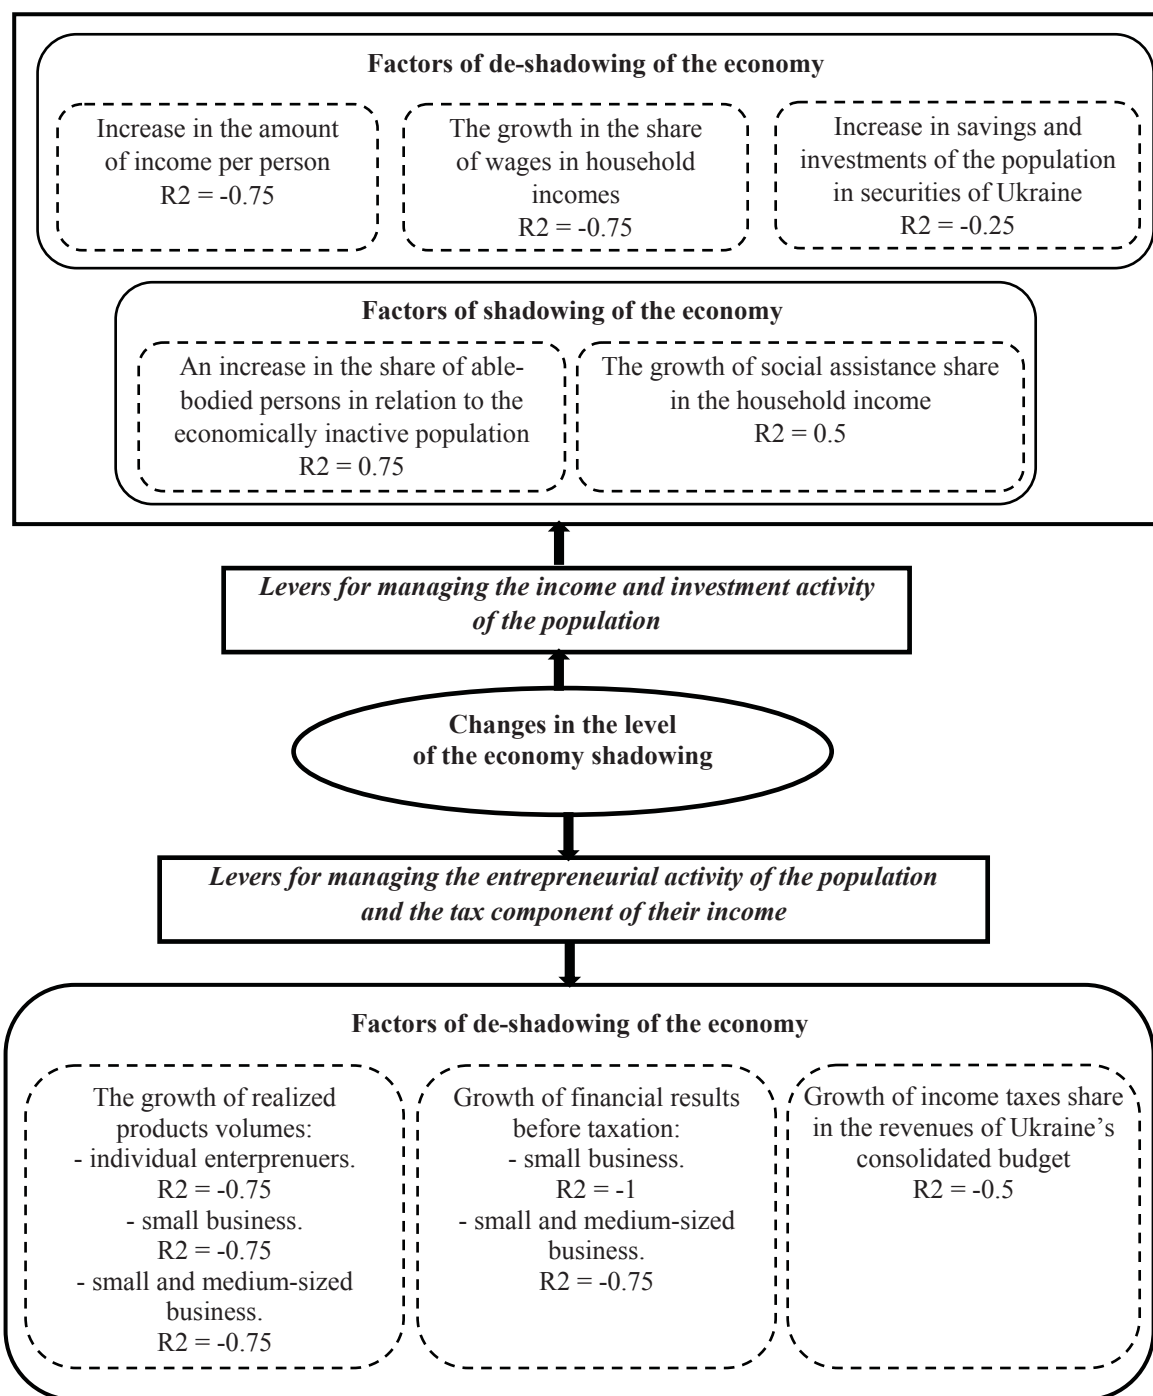 Factors of de-shadowing of the economy
Increase in the amount
of income per person
R2 = -0.75
The growth in the share
of wages in household
incomes
R2 = -0.75
Increase in savings and
investments of the population
in securities of Ukraine
R2 = -0.25
Factors of shadowing of the economy
An increase in the share of able-
bodied persons in relation to the
economically inactive population
R2 = 0.75
The growth of social assistance share
in the household income
R2 = 0.5
Levers for managing the income and investment activity
of the population
Changes in the level
of the economy shadowing
Levers for managing the entrepreneurial activity of the population
and the tax component of their income
Factors of de-shadowing of the economy
The growth of realized
products volumes:
- individual enterprenuers.
R2 = -0.75
- small business.
R2 = -0.75
- small and medium-sized
business.
R2 = -0.75
Growth of financial results
before taxation:
- small business.
R2 = -1
- small and medium-sized
business.
R2 = -0.75
Growth of income taxes share
in the revenues of Ukraine’s
consolidated budget
R2 = -0.5